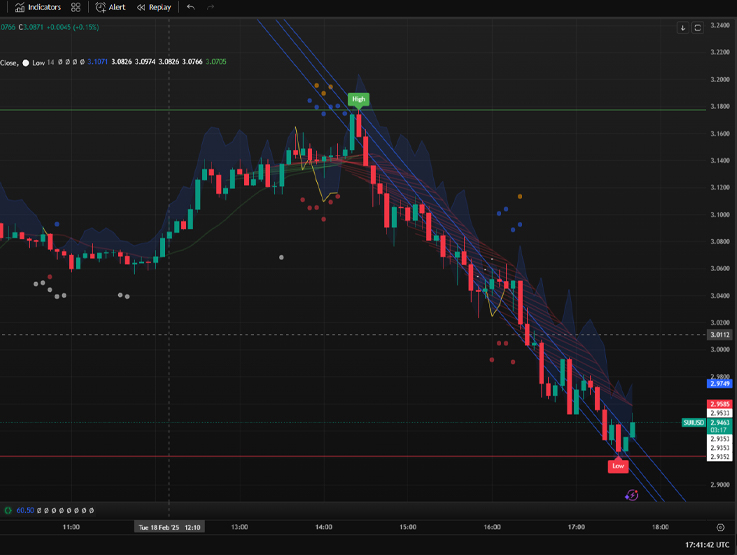 Indicators Alert Replay
0766 C3.0871 +0.0045 (+0.15%)
3.2400
3.2200
3.2000
Close, Low 14 Ø Ø Ø Ø 3.1071 3.0826 3.0974 3.0826 3.0766 3.0705
High
3.1800
3.1600
3.1400
3.1200
3.1000
3.0800
3.0600
3.0400
3.0200
3.0112
3.0000
2.9800
2.9749
2.9585
2.9531
SUIUSD 2.9463
03:17
2.9353
2.9152
Low
2.9000
60.50 Ø Ø Ø Ø Ø Ø Ø
11:00 Tue 18 Feb '25 12:10 13:00 14:00 15:00 16:00 17:00 18:00
17:41:42 UTC